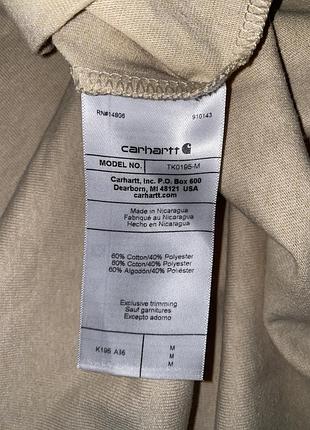 RN#14806 910143
carhartt
MODEL NO. TK0195-M
Carhartt, Inc. P.O. Box 600
Dearborn, MI 48121 USA
carhartt.com
Made in Nicaragua
Fabriqué au Nicaragua
Hecho en Nicaragua
60% Cotton/40% Polyester
60% Coton/40% Polyester
60% Algodón/40% Poliéster
Exclusive trimming
Sauf garnitures
Excepto adorno
K195 A16 M
M
M